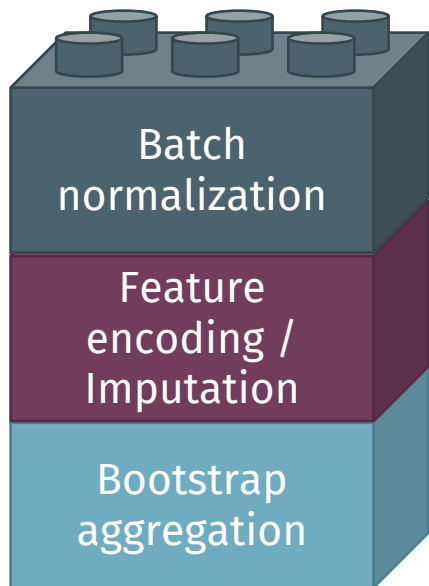 Batch
normalization
Feature
encoding /
Imputation
Bootstrap
aggregation